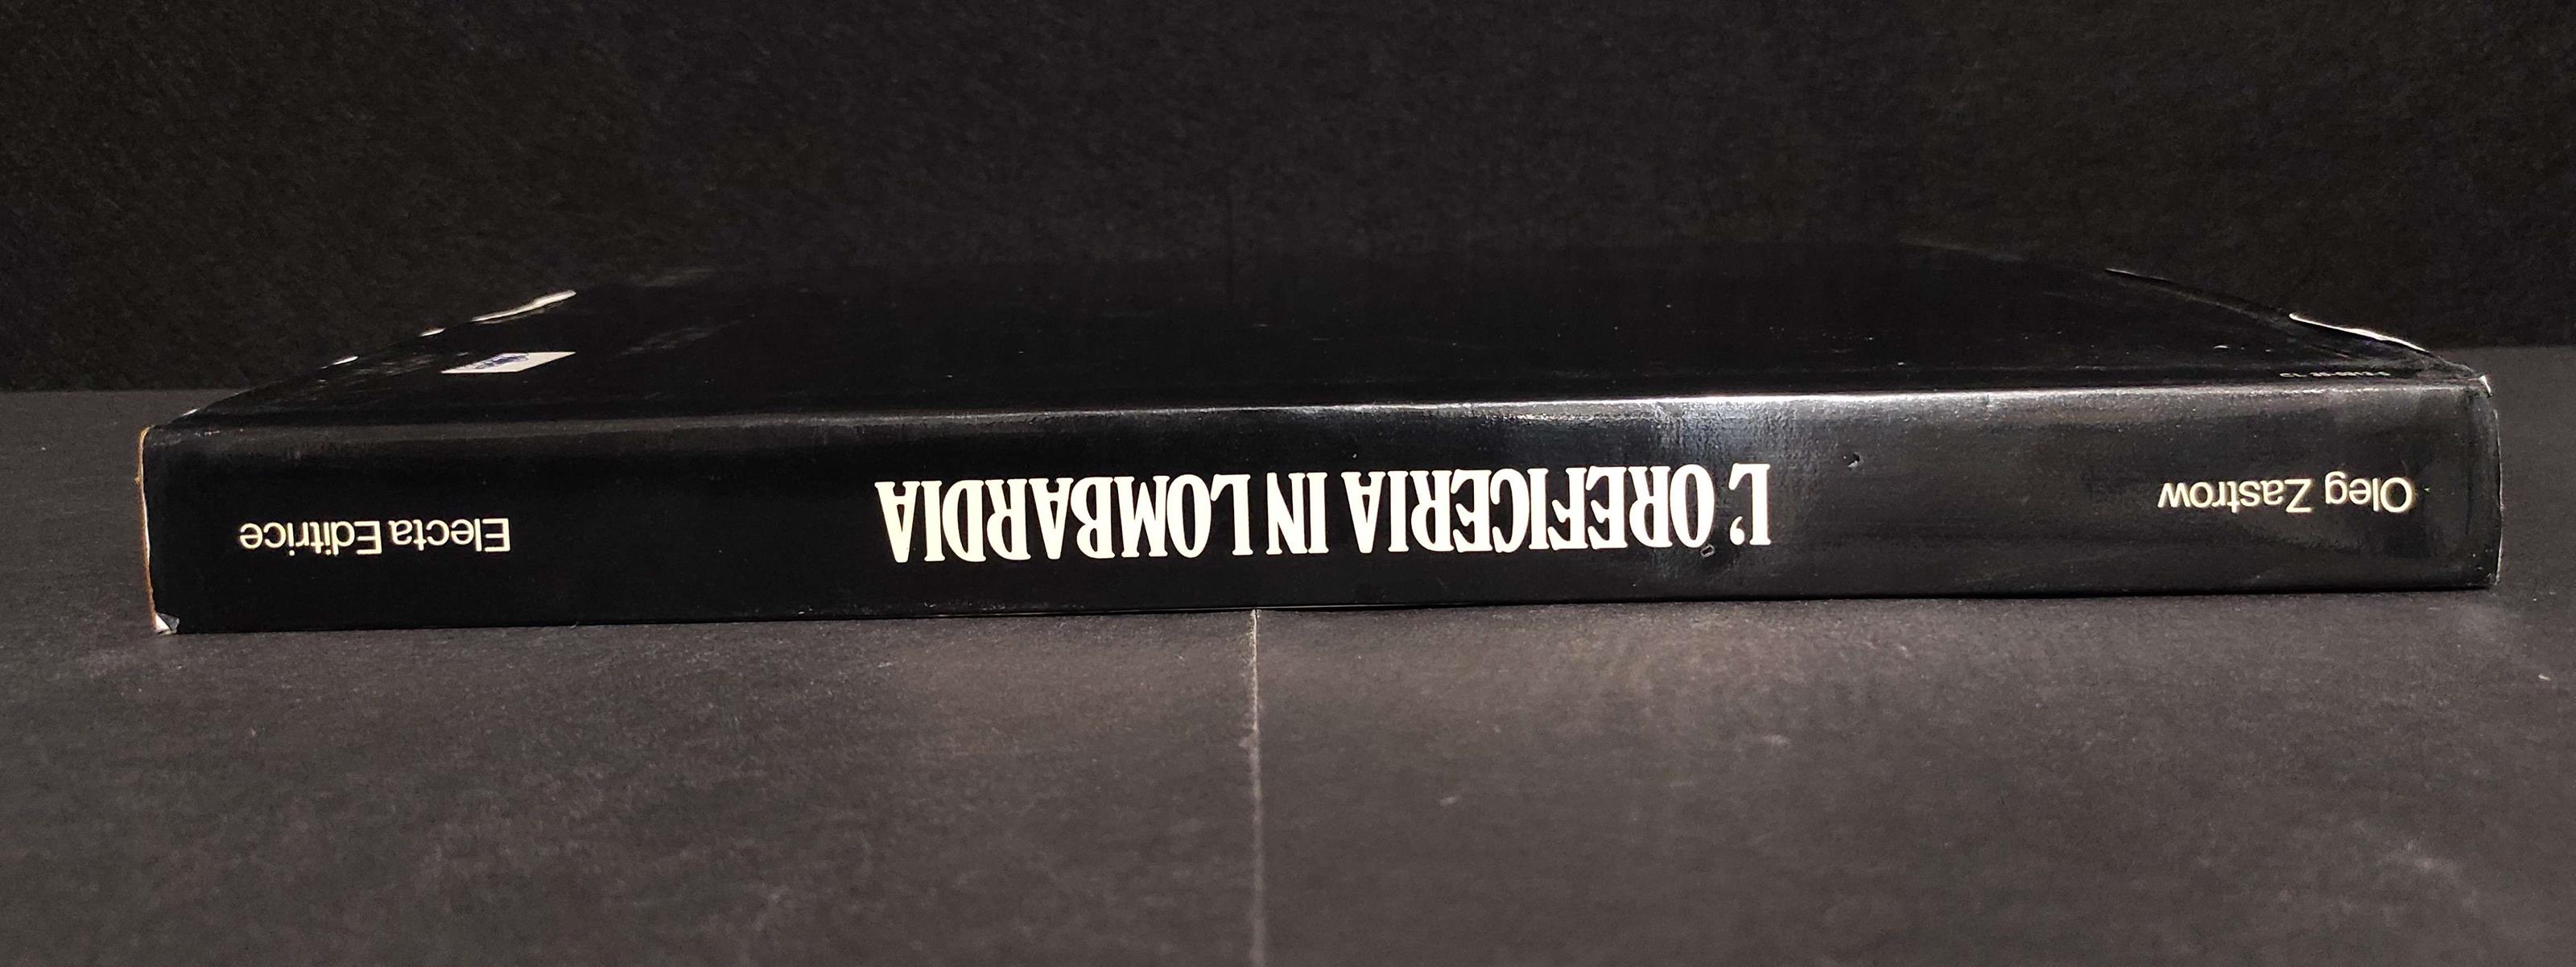 Oleg Zastrow
L'OREFICERIA IN LOMBARDIA
Electa Editrice